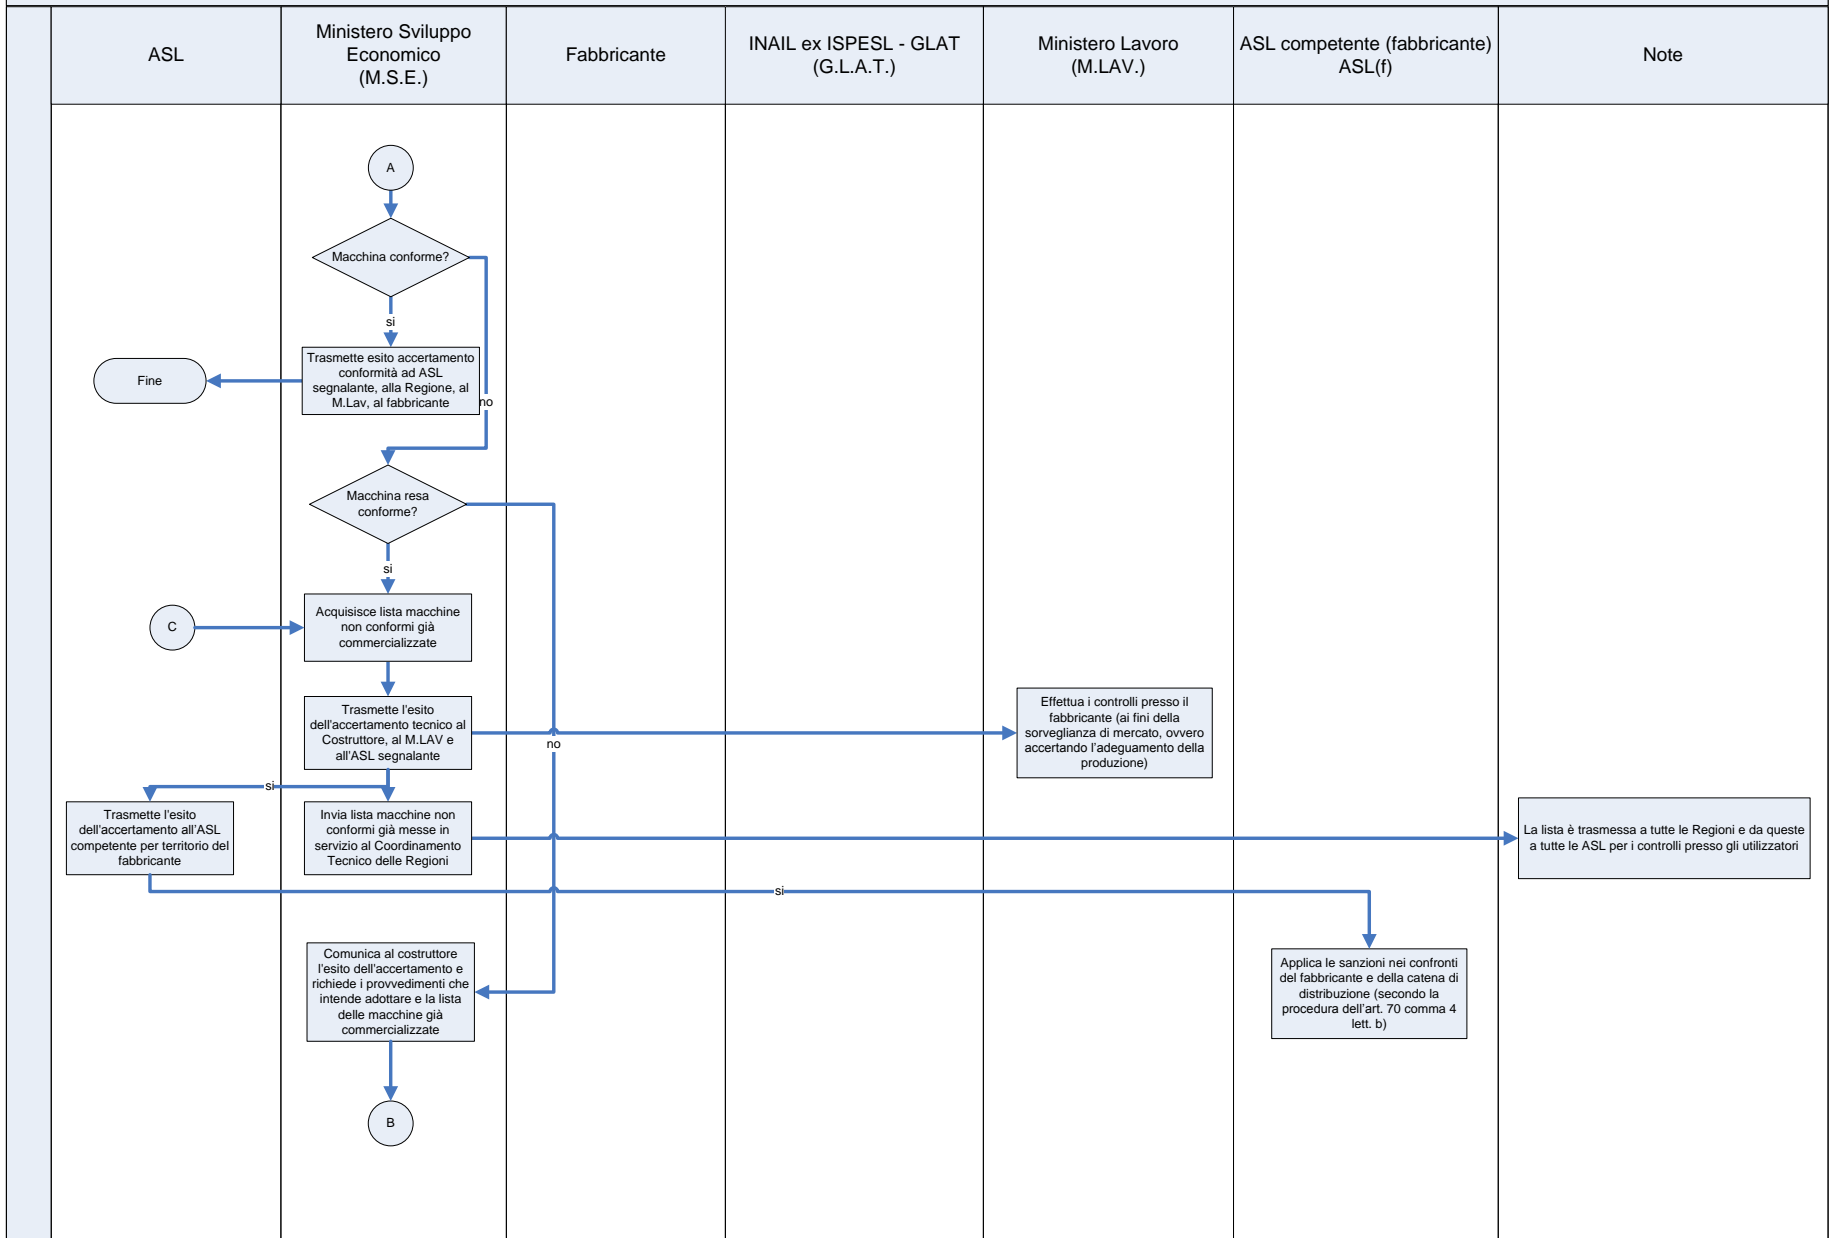 ASL
Ministero Sviluppo
Economico
(M.S.E.)
Fabbricante
INAIL ex ISPESL - GLAT
(G.L.A.T.)
Ministero Lavoro
(M.LAV.)
ASL competente (fabbricante)
ASL(f)
Note
A
Macchina conforme?
si
no
Trasmette esito accertamento
conformità ad ASL
segnalante, alla Regione, al
M.Lav, al fabbricante
Fine
Macchina resa
conforme?
si
no
C
Acquisisce lista macchine
non conformi già
commercializzate
Trasmette l'esito
dell'accertamento tecnico al
Costruttore, al M.LAV e
all'ASL segnalante
Effettua i controlli presso il
fabbricante (ai fini della
sorveglianza di mercato, ovvero
accertando l'adeguamento della
produzione)
si
Trasmette l'esito
dell'accertamento all'ASL
competente per territorio del
fabbricante
Invia lista macchine non
conformi già messe in
servizio al Coordinamento
Tecnico delle Regioni
La lista è trasmessa a tutte le Regioni e da queste
a tutte le ASL per i controlli presso gli utilizzatori
si
Comunica al costruttore
l'esito dell'accertamento e
richiede i provvedimenti che
intende adottare e la lista
delle macchine già
commercializzate
Applica le sanzioni nei confronti
del fabbricante e della catena di
distribuzione (secondo la
procedura dell'art. 70 comma 4
lett. b)
B